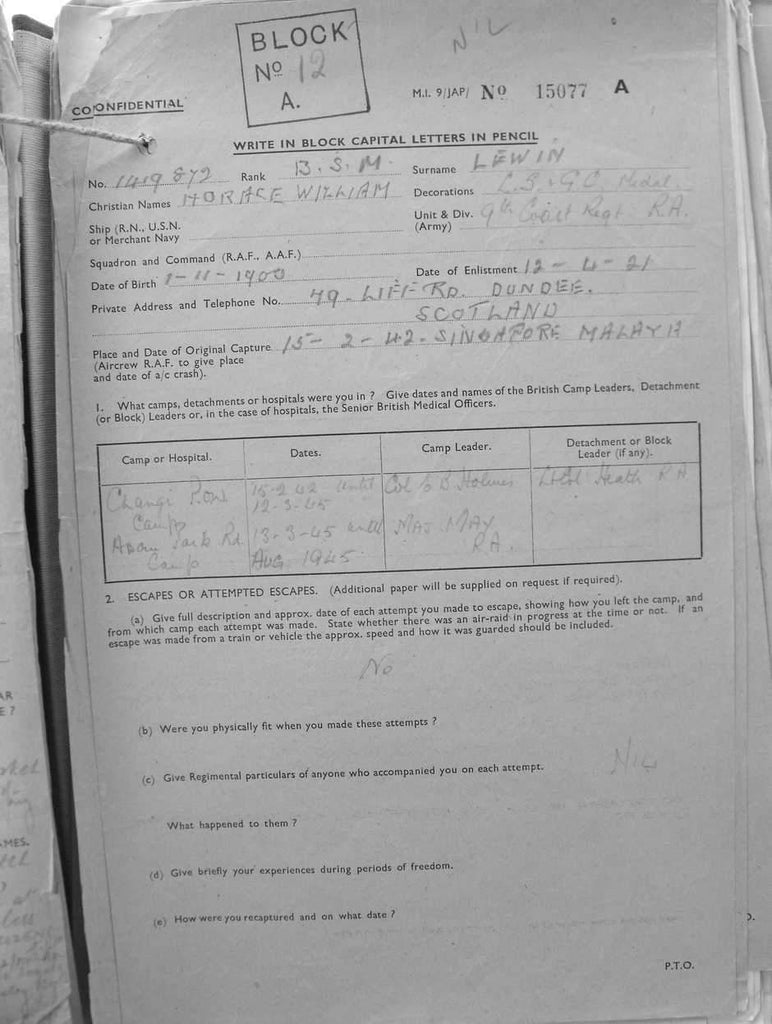 BLOCK
Nº 12
A.
NIL
COONFIDENTIAL
M.I. 9/JAP/ Nº 15077 A
WRITE IN BLOCK CAPITAL LETTERS IN PENCIL
No. 1419872 Rank B.S.M. Surname LEWIN
Christian Names HORACE WILLIAM Decorations L.S. & G.C. Medal
Ship (R.N., U.S.N. or Merchant Navy Unit & Div. (Army) 9th Coast Regt R.A.
Squadron and Command (R.A.F., A.A.F.)
Date of Birth 1-11-1900 Date of Enlistment 12-4-21
Private Address and Telephone No. 79. LIFF RD. DUNDEE.
SCOTLAND
Place and Date of Original Capture 15-2-42. SINGAPORE MALAYA
(Aircrew R.A.F. to give place
and date of a/c crash).
1. What camps, detachments or hospitals were you in ? Give dates and names of the British Camp Leaders, Detachment
(or Block) Leaders or, in the case of hospitals, the Senior British Medical Officers.
Camp or Hospital. Dates. Camp Leader. Detachment or Block Leader (if any).
Changi P.O.W. 15-2-42 until Col Holmes Heath R A
Camp 12-3-45
Adam Park Rd. 13-3-45 until MAJ. MAY
Camp AUG 1945 R.A.
2. ESCAPES OR ATTEMPTED ESCAPES. (Additional paper will be supplied on request if required).
(a) Give full description and approx. date of each attempt you made to escape, showing how you left the camp, and
from which camp each attempt was made. State whether there was an air-raid in progress at the time or not. If an
escape was made from a train or vehicle the approx. speed and how it was guarded should be included.
No
(b) Were you physically fit when you made these attempts ?
(c) Give Regimental particulars of anyone who accompanied you on each attempt. NIL
What happened to them ?
(d) Give briefly your experiences during periods of freedom.
(e) How were you recaptured and on what date ?
P.T.O.